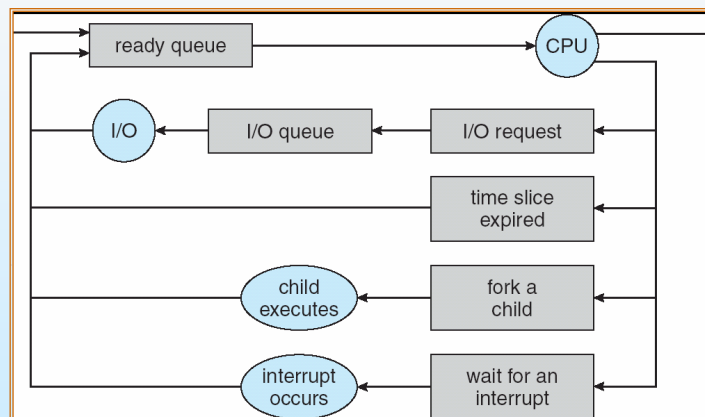 ready queue
CPU
I/O
I/O queue
I/O request
time slice
expired
child
executes
fork a
child
interrupt
occurs
wait for an
interrupt